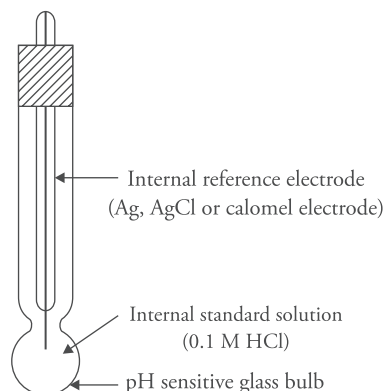 Internal reference electrode
(Ag, AgCl or calomel electrode)
Internal standard solution
(0.1 M HCl)
pH sensitive glass bulb